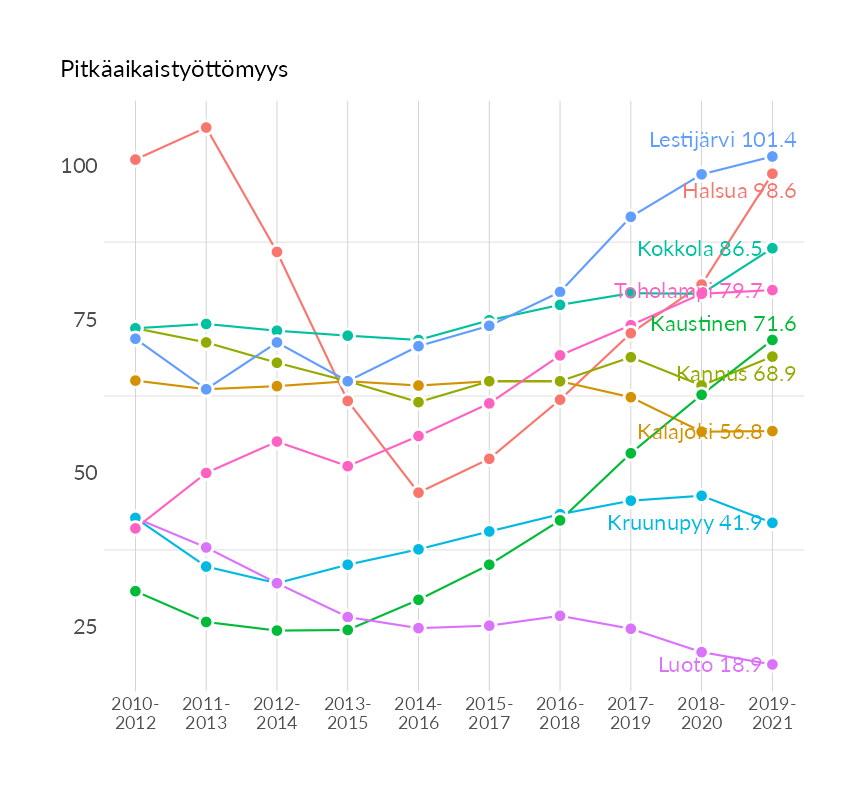 Pitkäaikaistyöttömyys
Lestijärvi 101.4
100
Halsua 98.6
Kokkola 86.5
Toholampi 79.7
75
Kaustinen 71.6
Kannus 68.9
Kalajoki 56.8
50
Kruunupyy 41.9
25
Luoto 18.9
2010- 2011- 2012- 2013- 2014- 2015- 2016- 2017- 2018- 2019-
2012 2013 2014 2015 2016 2017 2018 2019 2020 2021